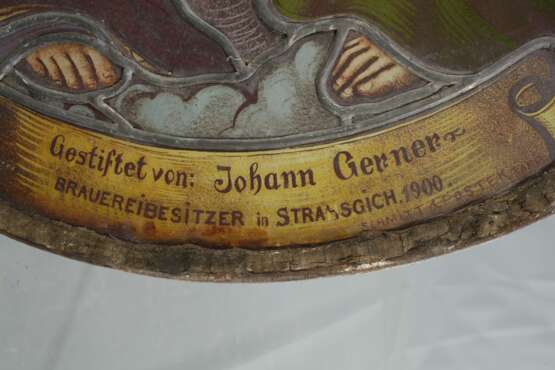 Gestiftet von: Johann Gerner
BRAUEREIBESITZER in STRASSGICH. 1900.